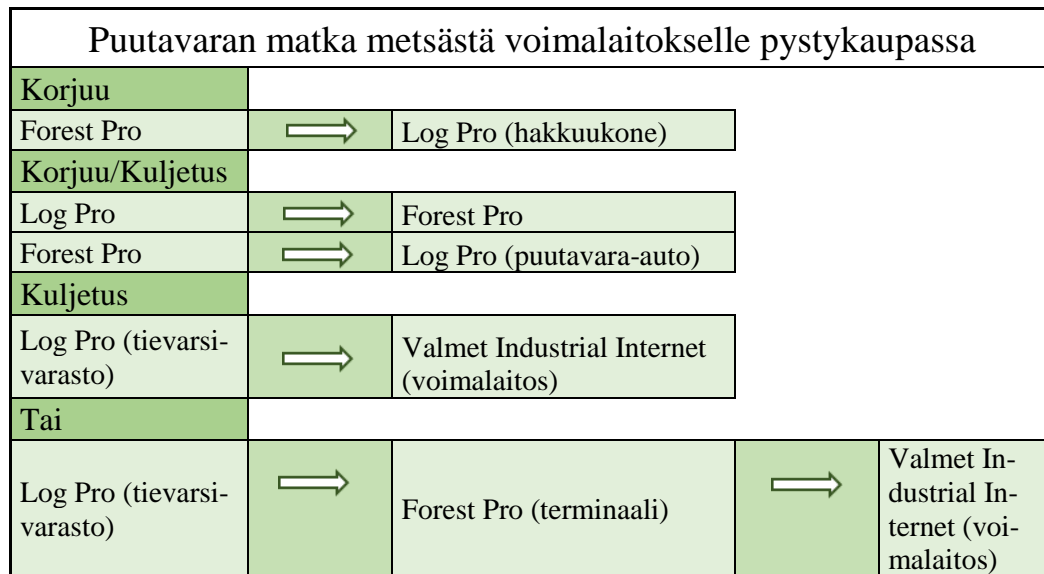 Puutavaran matka metsästä voimalaitokselle pystykaupassa
Korjuu
Forest Pro
Log Pro (hakkuukone)
Korjuu/Kuljetus
Log Pro
Forest Pro
Forest Pro
Log Pro (puutavara-auto)
Kuljetus
Log Pro (tievarsi-
varasto)
Valmet Industrial Internet
(voimalaitos)
Tai
Log Pro (tievarsi-
varasto)
Forest Pro (terminaali)
Valmet In-
dustrial In-
ternet (voi-
malaitos)